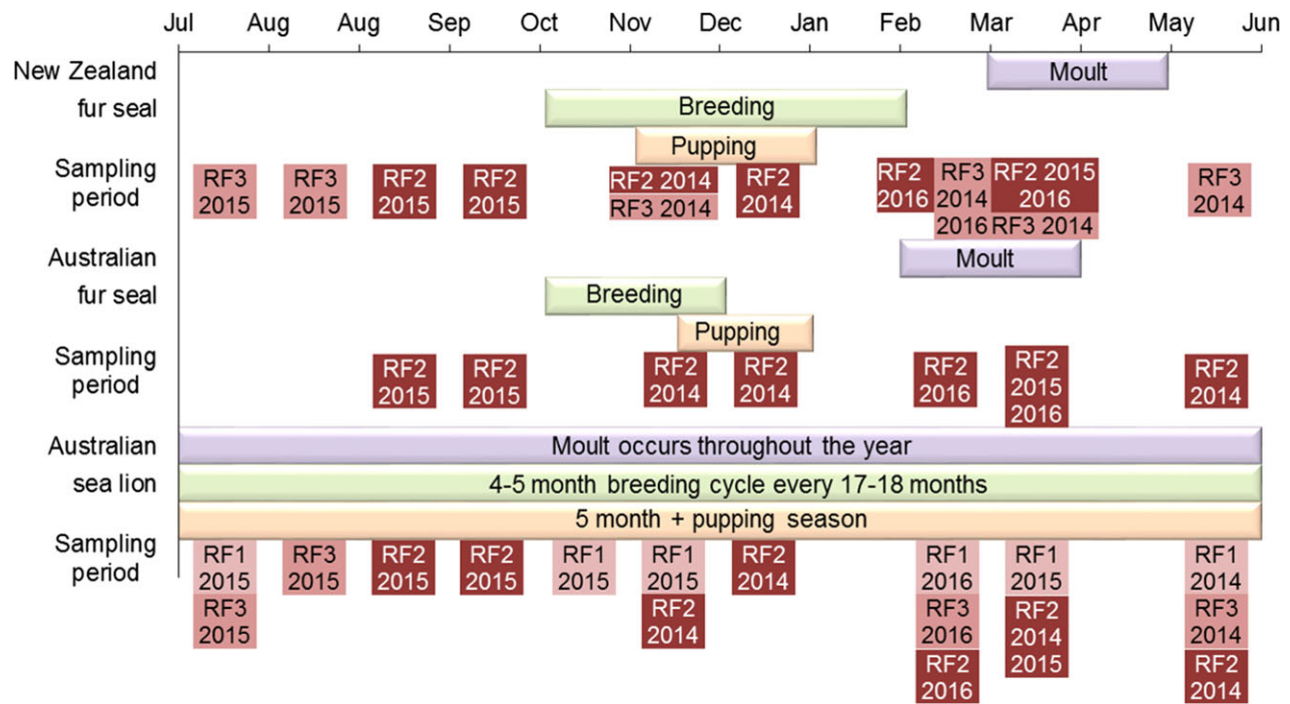 Jul Aug Aug Sep Oct Nov Dec Jan Feb Mar Apr May Jun
New Zealand
Moult
fur seal
Breeding
Pupping
Sampling
period
RF3
2015
RF3
2015
RF2
2015
RF2
2015
RF2 2014
RF3 2014
RF2
2014
RF2
2016
RF3
2014
2016
RF2 2015
2016
RF3 2014
RF3
2014
Australian
Moult
fur seal
Breeding
Pupping
Sampling
period
RF2
2015
RF2
2015
RF2
2014
RF2
2014
RF2
2016
RF2
2015
2016
RF2
2014
Australian
Moult occurs throughout the year
sea lion
4-5 month breeding cycle every 17-18 months
5 month + pupping season
Sampling
period
RF1
2015
RF3
2015
RF3
2015
RF2
2015
RF2
2015
RF1
2015
RF1
2015
RF2
2014
RF2
2014
RF1
2016
RF3
2016
RF2
2016
RF1
2015
RF2
2014
2015
RF1
2014
RF3
2014
RF2
2014